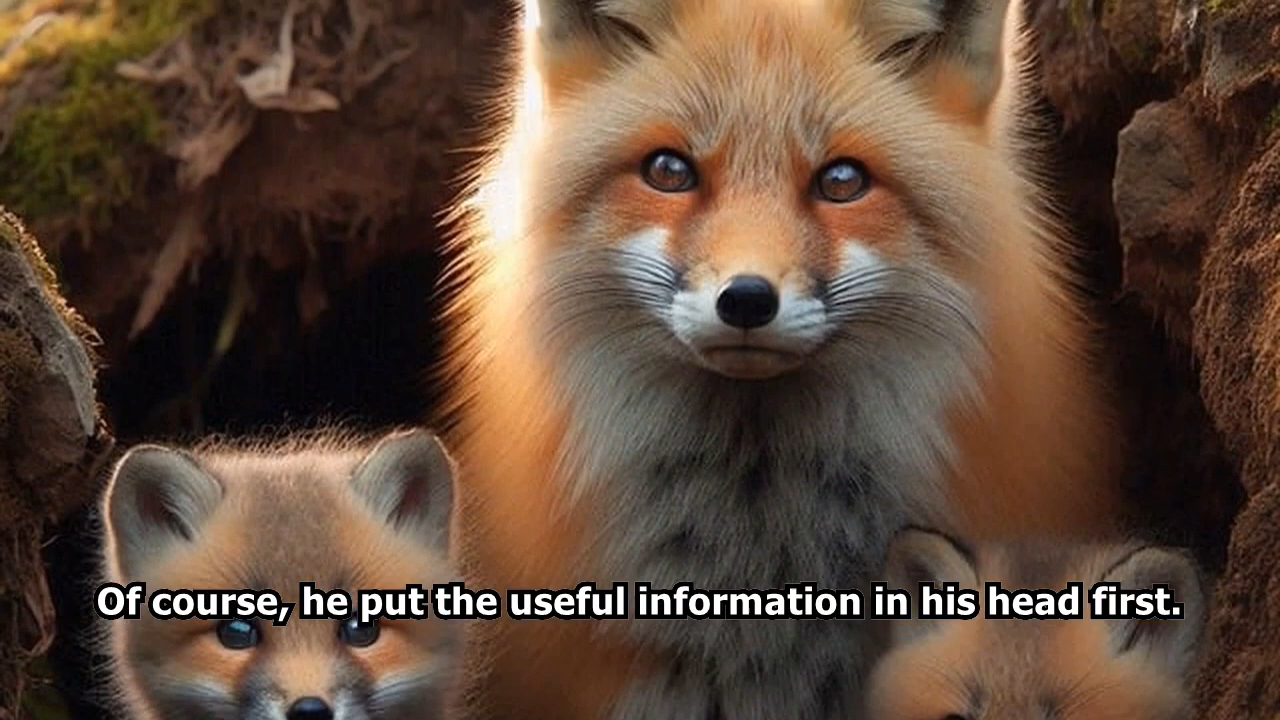 Of course, he put the useful information in his head first.